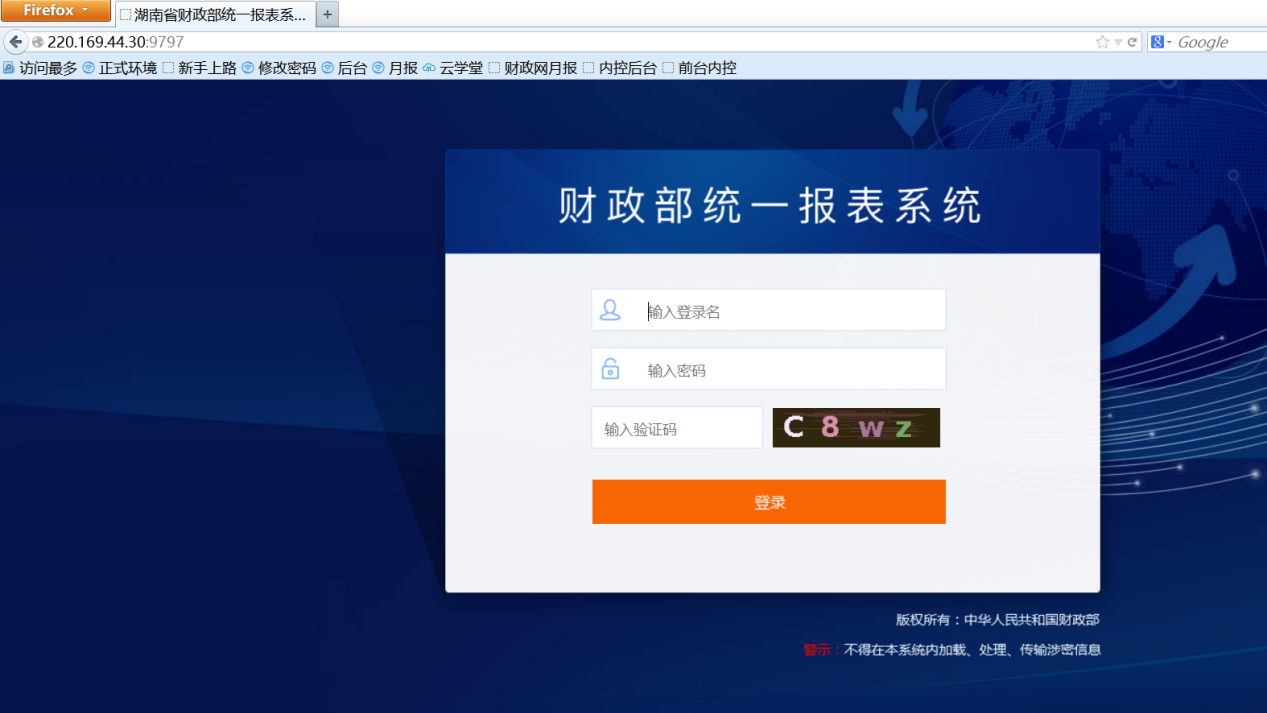 Firefox
湖南省财政部统一报表系... +
220.169.44.30:9797 Google
访问最多 正式环境 新手上路 修改密码 后台 月报 云学堂 财政网月报 内控后台 前台内控
财政部统一报表系统
输入登录名
输入密码
输入验证码 C 8 w z
登录
版权所有：中华人民共和国财政部
警示：不得在本系统内加载、处理、传输涉密信息